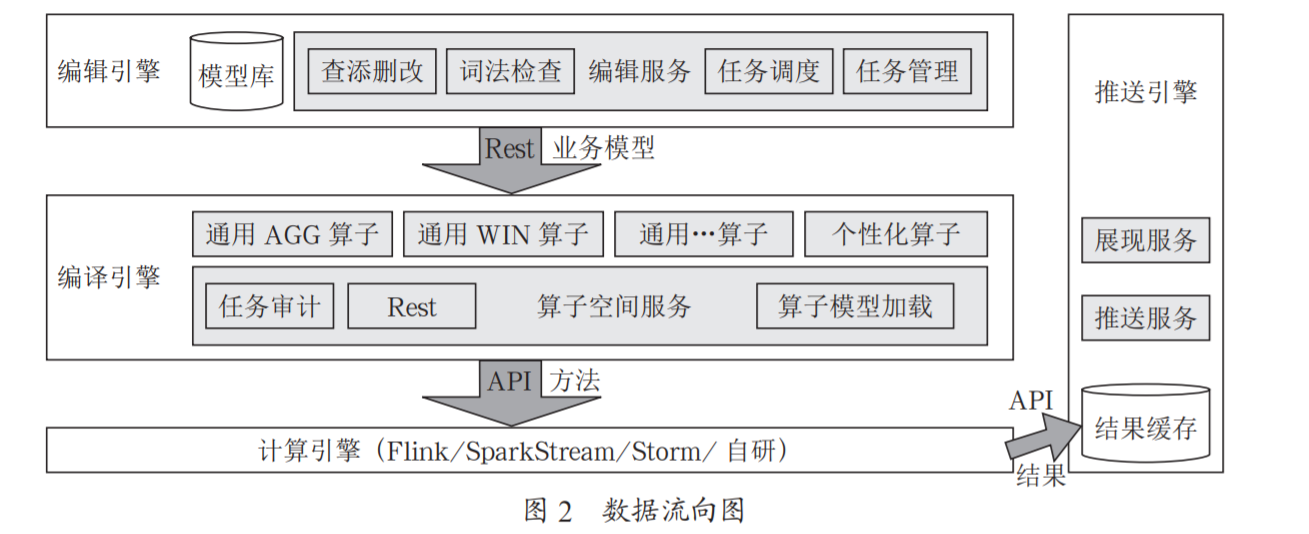 编辑引擎 模型库 查添删改 词法检查 编辑服务 任务调度 任务管理
Rest 业务模型
编译引擎
通用 AGG 算子 通用 WIN 算子 通用…算子 个性化算子
任务审计 Rest 算子空间服务 算子模型加载
API 方法
计算引擎（Flink/SparkStream/Storm/ 自研）
API
结果
推送引擎
展现服务
推送服务
结果缓存
图 2 数据流向图